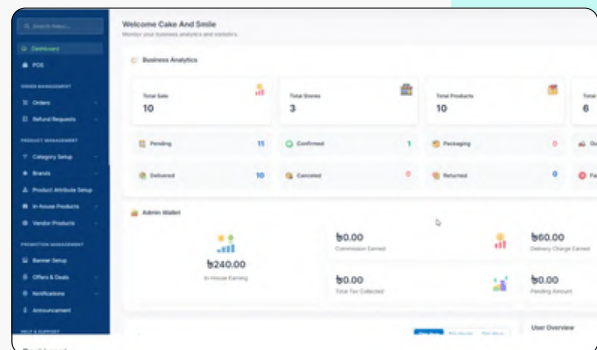 Search menu...
Dashboard
POS
ORDER MANAGEMENT
Orders
Refund Requests
PRODUCT MANAGEMENT
Category Setup
Brands
Product Attribute Setup
In-house Products
Vendor Products
PROMOTION MANAGEMENT
Banner Setup
Offers & Deals
Notifications
Announcement
HELP & SUPPORT
Welcome Cake And Smile
Monitor your business analytics and statistics.
Business Analytics
Total Sale
10
Total Stores
3
Total Products
10
Total
6
Pending 11
Confirmed 1
Packaging 0
Ou
Delivered 10
Canceled 0
Returned 0
Fa
Admin Wallet
৳240.00
In-House Earning
৳0.00
Commission Earned
৳60.00
Delivery Charge Earned
৳0.00
Total Tax Collected
৳0.00
Pending Amount
User Overview